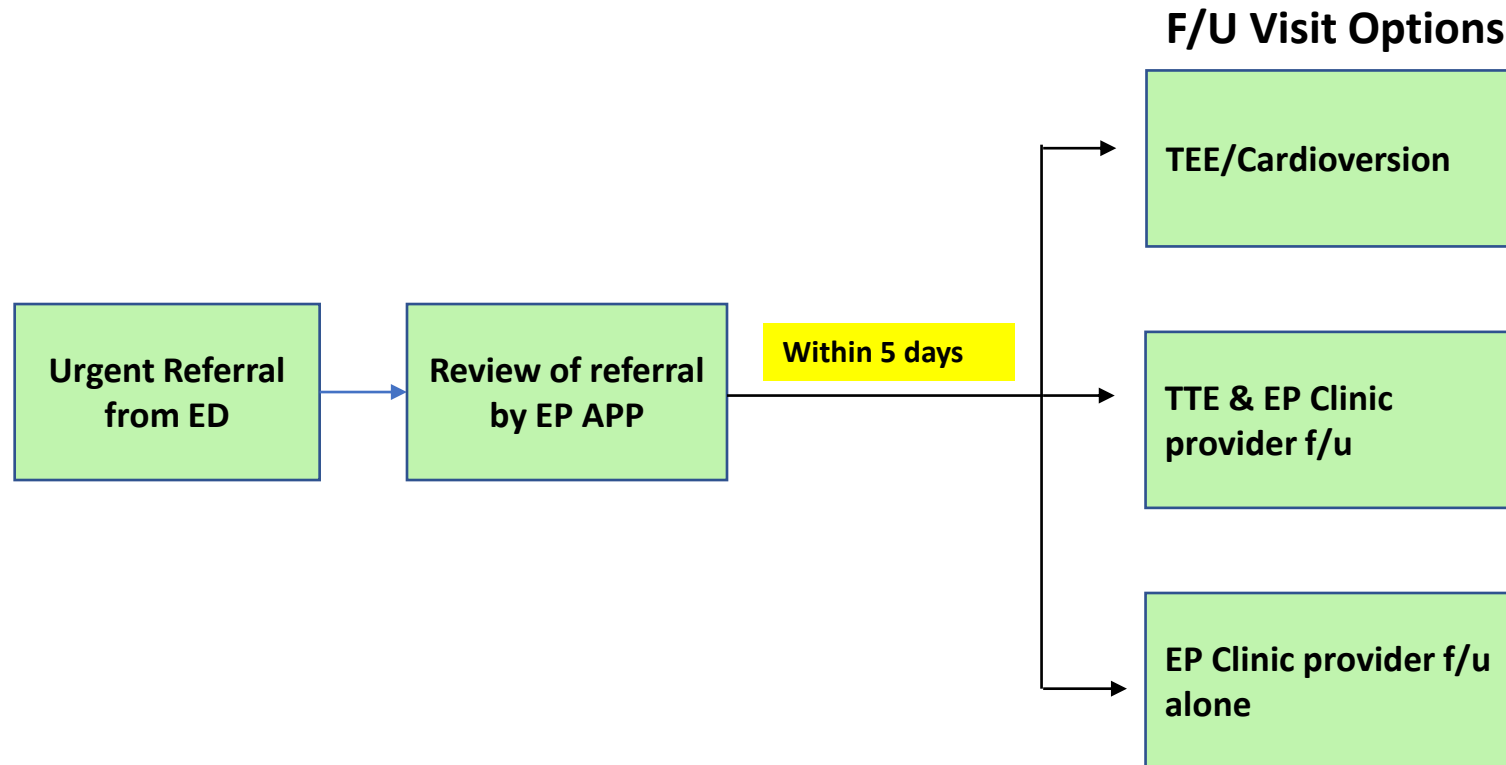 F/U Visit Options
TEE/Cardioversion
Urgent Referral
from ED
Review of referral
by EP APP
Within 5 days
TTE & EP Clinic
provider f/u
EP Clinic provider f/u
alone